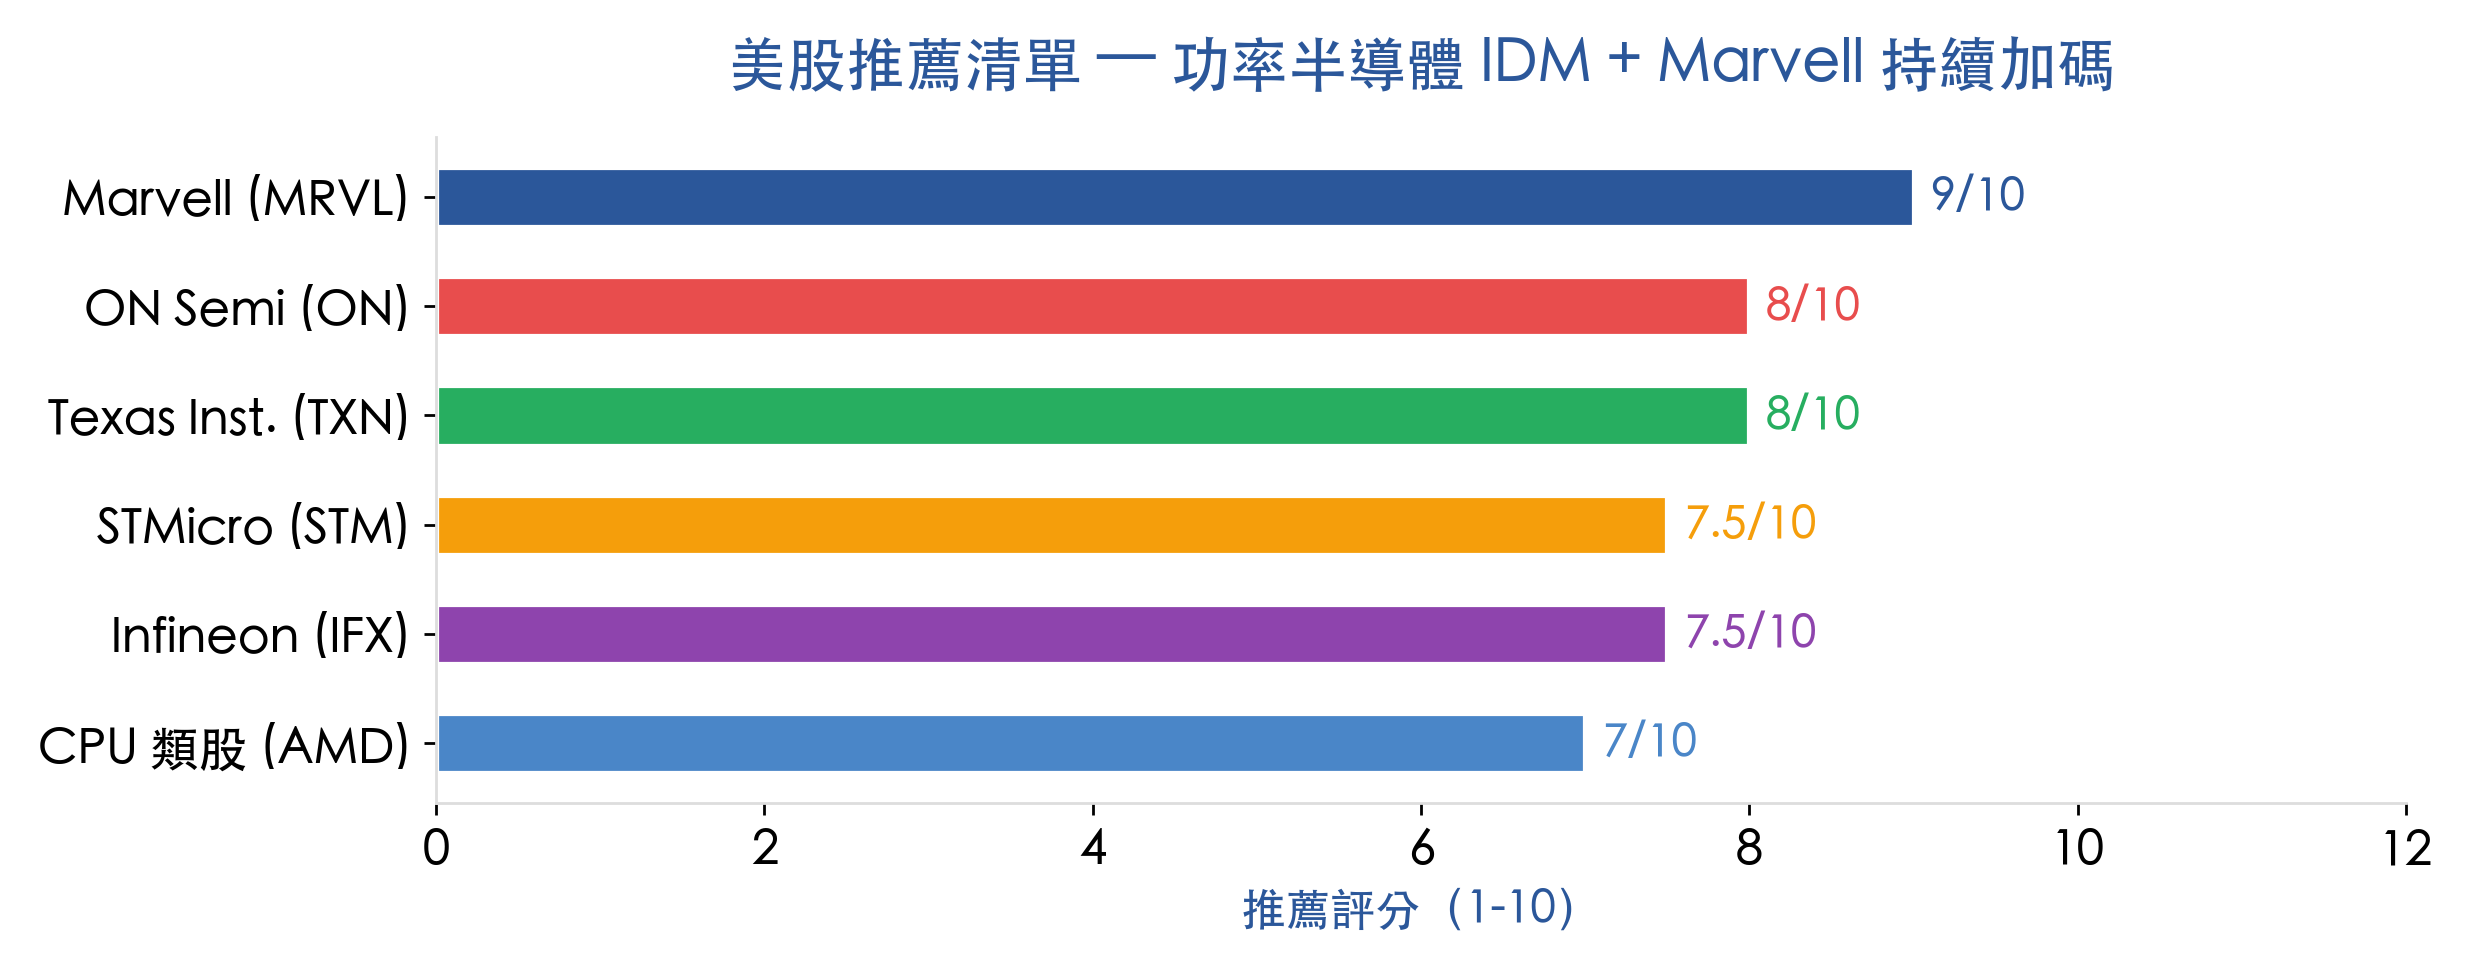 美股推薦清單 — 功率半導體 IDM + Marvell 持續加碼
Marvell (MRVL) 9/10
ON Semi (ON) 8/10
Texas Inst. (TXN) 8/10
STMicro (STM) 7.5/10
Infineon (IFX) 7.5/10
CPU 類股 (AMD) 7/10
0 2 4 6 8 10 12
推薦評分 (1-10)